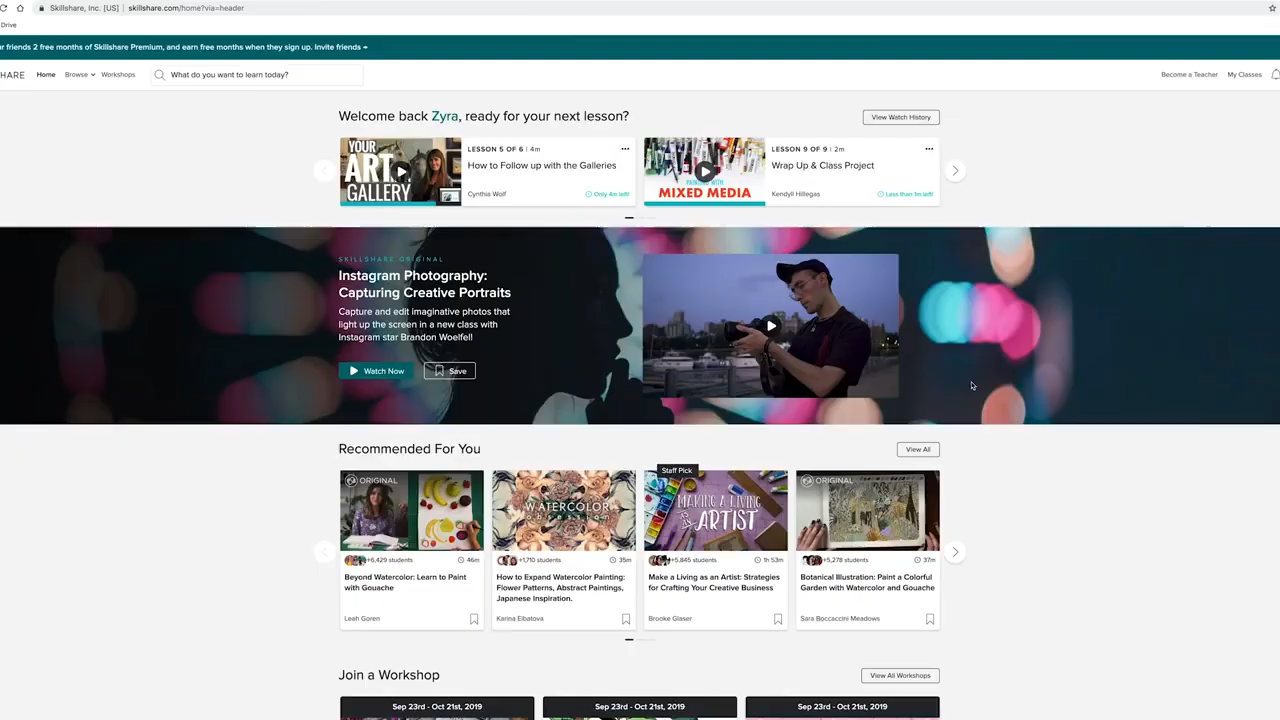 Skillshare, Inc. [US] | skillshare.com/home?via=header
Drive
r friends 2 free months of Skillshare Premium, and earn free months when they sign up. Invite friends →
HARE Home Browse Workshops What do you want to learn today? Become a Teacher My Classes
Welcome back Zyra, ready for your next lesson? View Watch History
YOUR
ART
GALLERY
LESSON 5 OF 6 | 4m
How to Follow up with the Galleries
Cynthia Wolf Only 4m left!
PAINTING WITH
MIXED MEDIA
LESSON 9 OF 9 | 2m
Wrap Up & Class Project
Kendyll Hillegas Less than 1m left!
SKILLSHARE ORIGINAL
Instagram Photography:
Capturing Creative Portraits
Capture and edit imaginative photos that
light up the screen in a new class with
Instagram star Brandon Woelfel!
Watch Now Save
Recommended For You View All
ORIGINAL
+6,429 students 46m
Beyond Watercolor: Learn to Paint
with Gouache
Leah Goren
WATERCOLOR
obsession
+1,710 students 35m
How to Expand Watercolor Painting:
Flower Patterns, Abstract Paintings,
Japanese Inspiration.
Karina Elbatova
Staff Pick
MAKING A LIVING
AS AN
ARTIST
+5,845 students 1h 53m
Make a Living as an Artist: Strategies
for Crafting Your Creative Business
Brooke Glaser
ORIGINAL
+5,278 students 37m
Botanical Illustration: Paint a Colorful
Garden with Watercolor and Gouache
Sara Boccaccini Meadows
Join a Workshop View All Workshops
Sep 23rd - Oct 21st, 2019 Sep 23rd - Oct 21st, 2019 Sep 23rd - Oct 21st, 2019